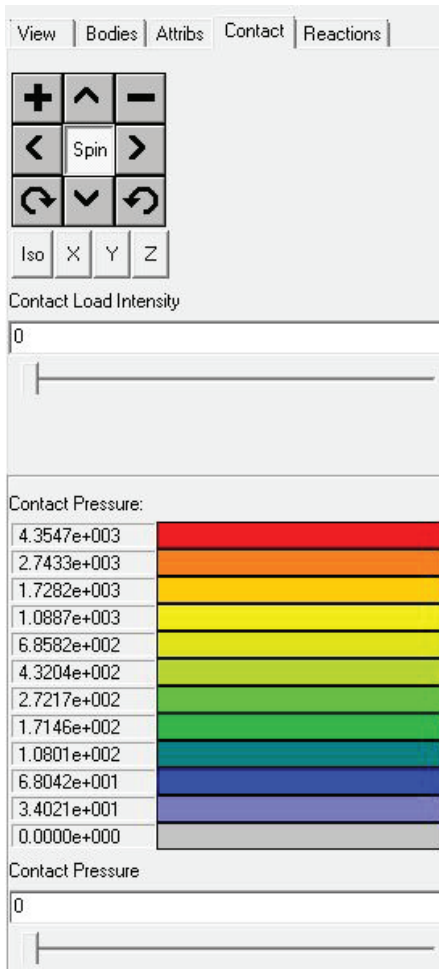 View Bodies Attribs Contact Reactions
Spin
Iso X Y Z
Contact Load Intensity
0
Contact Pressure:
4.3547e+003
2.7433e+003
1.7282e+003
1.0887e+003
6.8582e+002
4.3204e+002
2.7217e+002
1.7146e+002
1.0801e+002
6.8042e+001
3.4021e+001
0.0000e+000
Contact Pressure
0